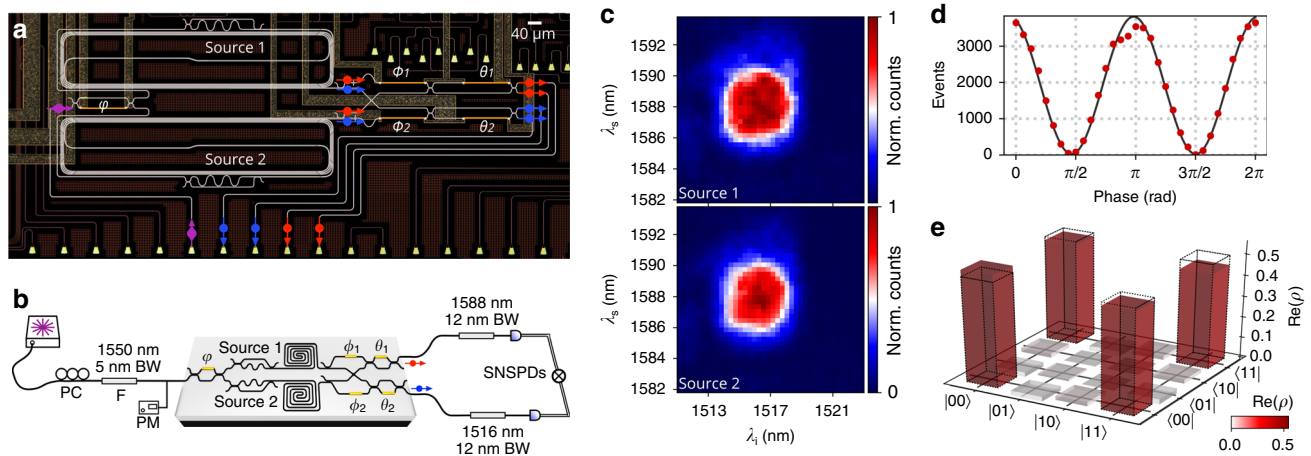 a
40 μm
Source 1
Φ1
θ1
φ
Φ2
θ2
Source 2
b
1550 nm
5 nm BW
PC
F
PM
Source 1
φ
ϕ1
θ1
Source 2
ϕ2
θ2
1588 nm
12 nm BW
SNSPDs
1516 nm
12 nm BW
c
λs (nm)
1592
1590
1588
1586
1584
1582
Source 1
1
Norm. counts
0
λs (nm)
1592
1590
1588
1586
1584
1582
Source 2
1
Norm. counts
0
1513
1517
1521
λi (nm)
d
Events
3000
2000
1000
0
0
π/2
π
3π/2
2π
Phase (rad)
e
0.5
0.4
0.3
0.2
0.1
0.0
Re(ρ)
|00⟩
|01⟩
|10⟩
|11⟩
⟨00|
⟨01|
⟨10|
⟨11|
Re(ρ)
0.0
0.5